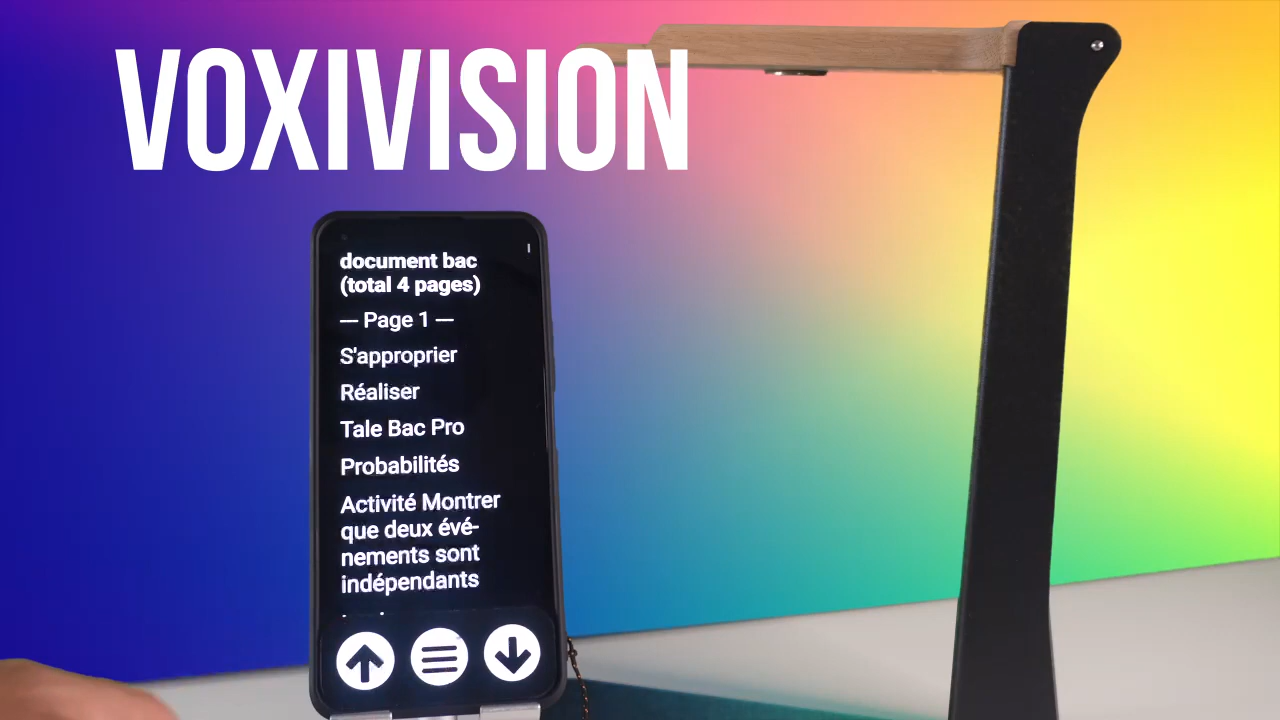 VOXIVISION
document bac
(total 4 pages)
— Page 1 —
S'approprier
Réaliser
Tale Bac Pro
Probabilités
Activité Montrer
que deux évé-
nements sont
indépendants